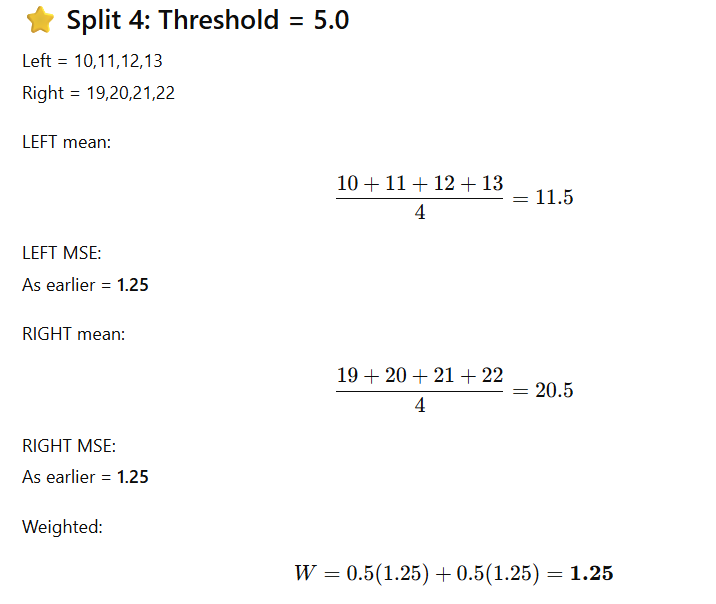 ⭐ Split 4: Threshold = 5.0
Left = 10,11,12,13
Right = 19,20,21,22
LEFT mean:
10 + 11 + 12 + 13
4
= 11.5
LEFT MSE:
As earlier = 1.25
RIGHT mean:
19 + 20 + 21 + 22
4
= 20.5
RIGHT MSE:
As earlier = 1.25
Weighted:
W = 0.5(1.25) + 0.5(1.25) = 1.25